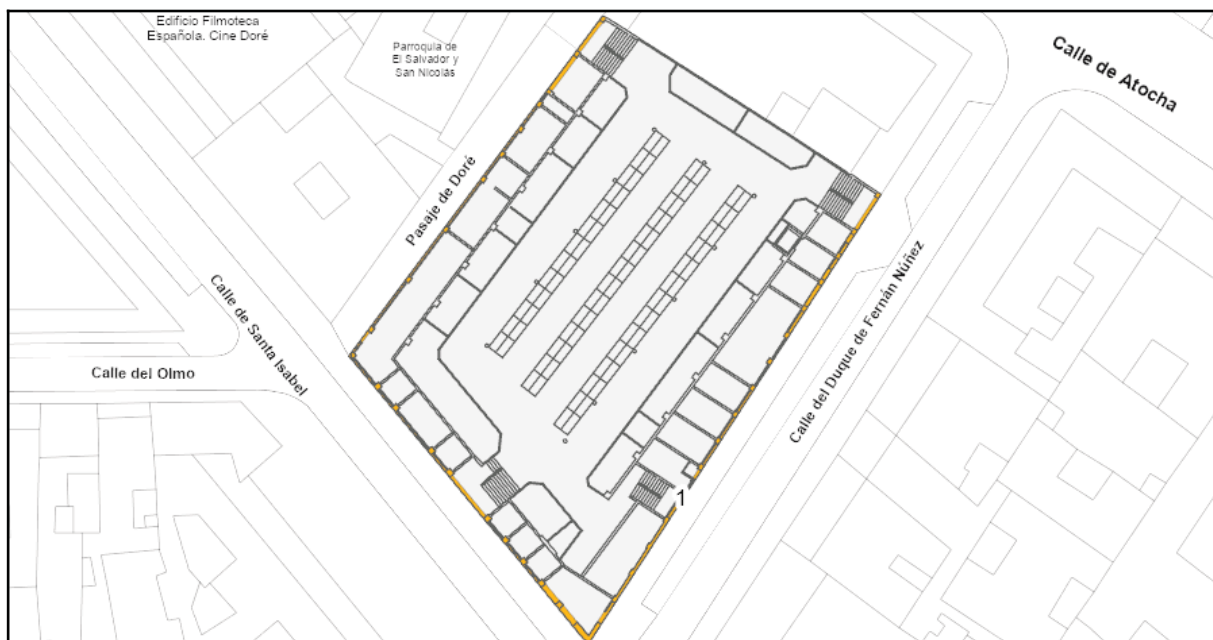 Edificio Filmoteca
Española. Cine Doré
Parroquia de
El Salvador y
San Nicolás
Calle de Atocha
Pasaje de Doré
Calle de Santa Isabel
Calle del Olmo
Calle del Duque de Fernán Núñez
1